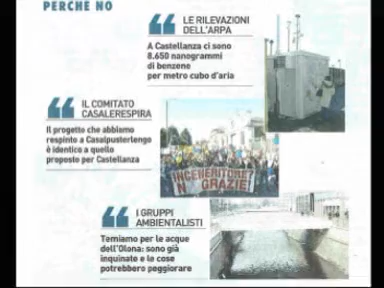 PERCHÉ NO
LE RILEVAZIONI
DELL'ARPA
A Castellanza ci sono
8.650 nanogrammi
di benzene
per metro cubo d'aria
IL COMITATO
CASALERESPIRA
Il progetto che abbiamo
respinto a Casalpusterlengo
è identico a quello
proposto per Castellanza
INCENERITORE?
NO GRAZIE!
I GRUPPI
AMBIENTALISTI
Temiamo per le acque
dell'Olona: sono già
inquinate e le cose
potrebbero peggiorare